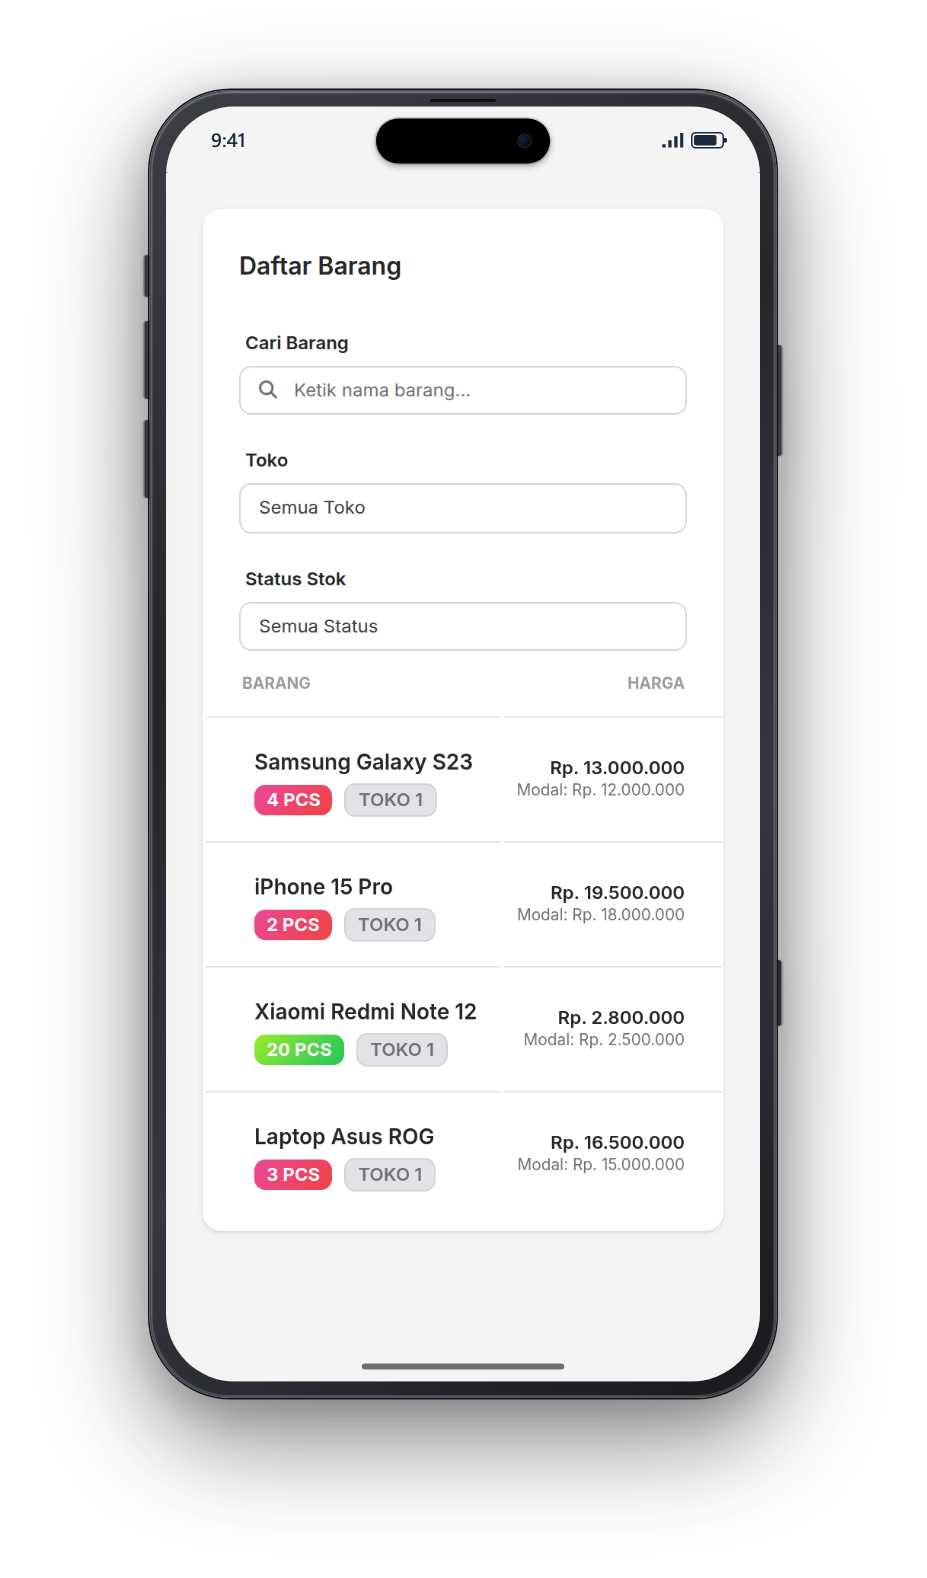 9:41
Daftar Barang
Cari Barang
Ketik nama barang...
Toko
Semua Toko
Status Stok
Semua Status
BARANG HARGA
Samsung Galaxy S23
Rp. 13.000.000
Modal: Rp. 12.000.000
4 PCS TOKO 1
iPhone 15 Pro
Rp. 19.500.000
Modal: Rp. 18.000.000
2 PCS TOKO 1
Xiaomi Redmi Note 12
Rp. 2.800.000
Modal: Rp. 2.500.000
20 PCS TOKO 1
Laptop Asus ROG
Rp. 16.500.000
Modal: Rp. 15.000.000
3 PCS TOKO 1